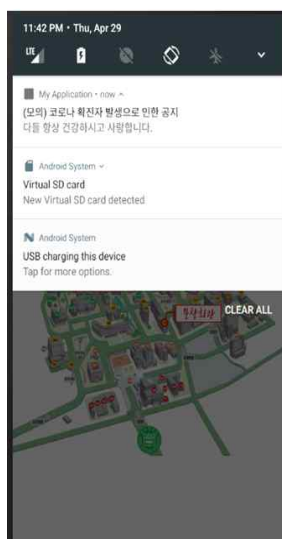 11:42 PM • Thu, Apr 29
LTE
My Application • now
(모의) 코로나 확진자 발생으로 인한 공지
다들 항상 건강하시고 사랑합니다.
Android System
Virtual SD card
New Virtual SD card detected
Android System
USB charging this device
Tap for more options.
CLEAR ALL